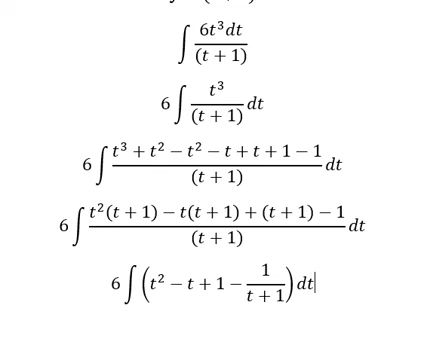 ∫ 6t³dt / (t + 1)
6 ∫ t³ / (t + 1) dt
6 ∫ t³ + t² − t² − t + t + 1 − 1 / (t + 1) dt
6 ∫ t²(t + 1) − t(t + 1) + (t + 1) − 1 / (t + 1) dt
6 ∫ (t² − t + 1 − 1 / t + 1) dt